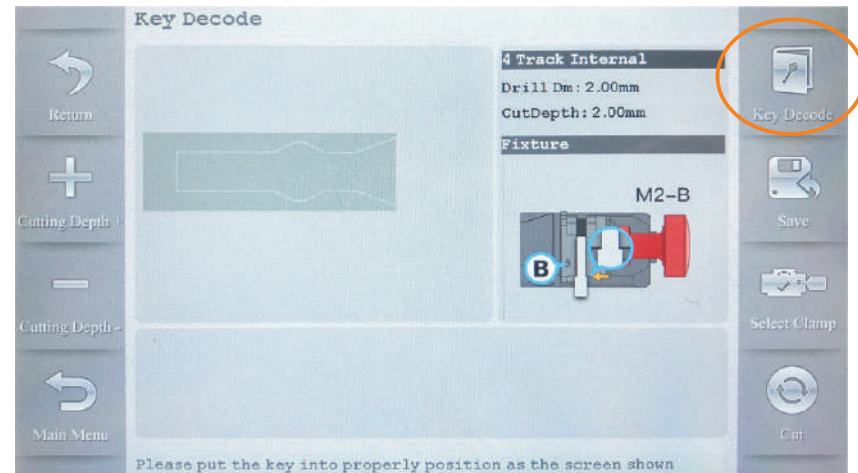 Key Decode
Return
Cutting Depth +
Cutting Depth -
Main Menu
4 Track Internal
Drill Dm: 2.00mm
CutDepth: 2.00mm
Fixture
M2-B
B
Key Decode
Save
Select Clamp
Cut
Please put the key into properly position as the screen shown